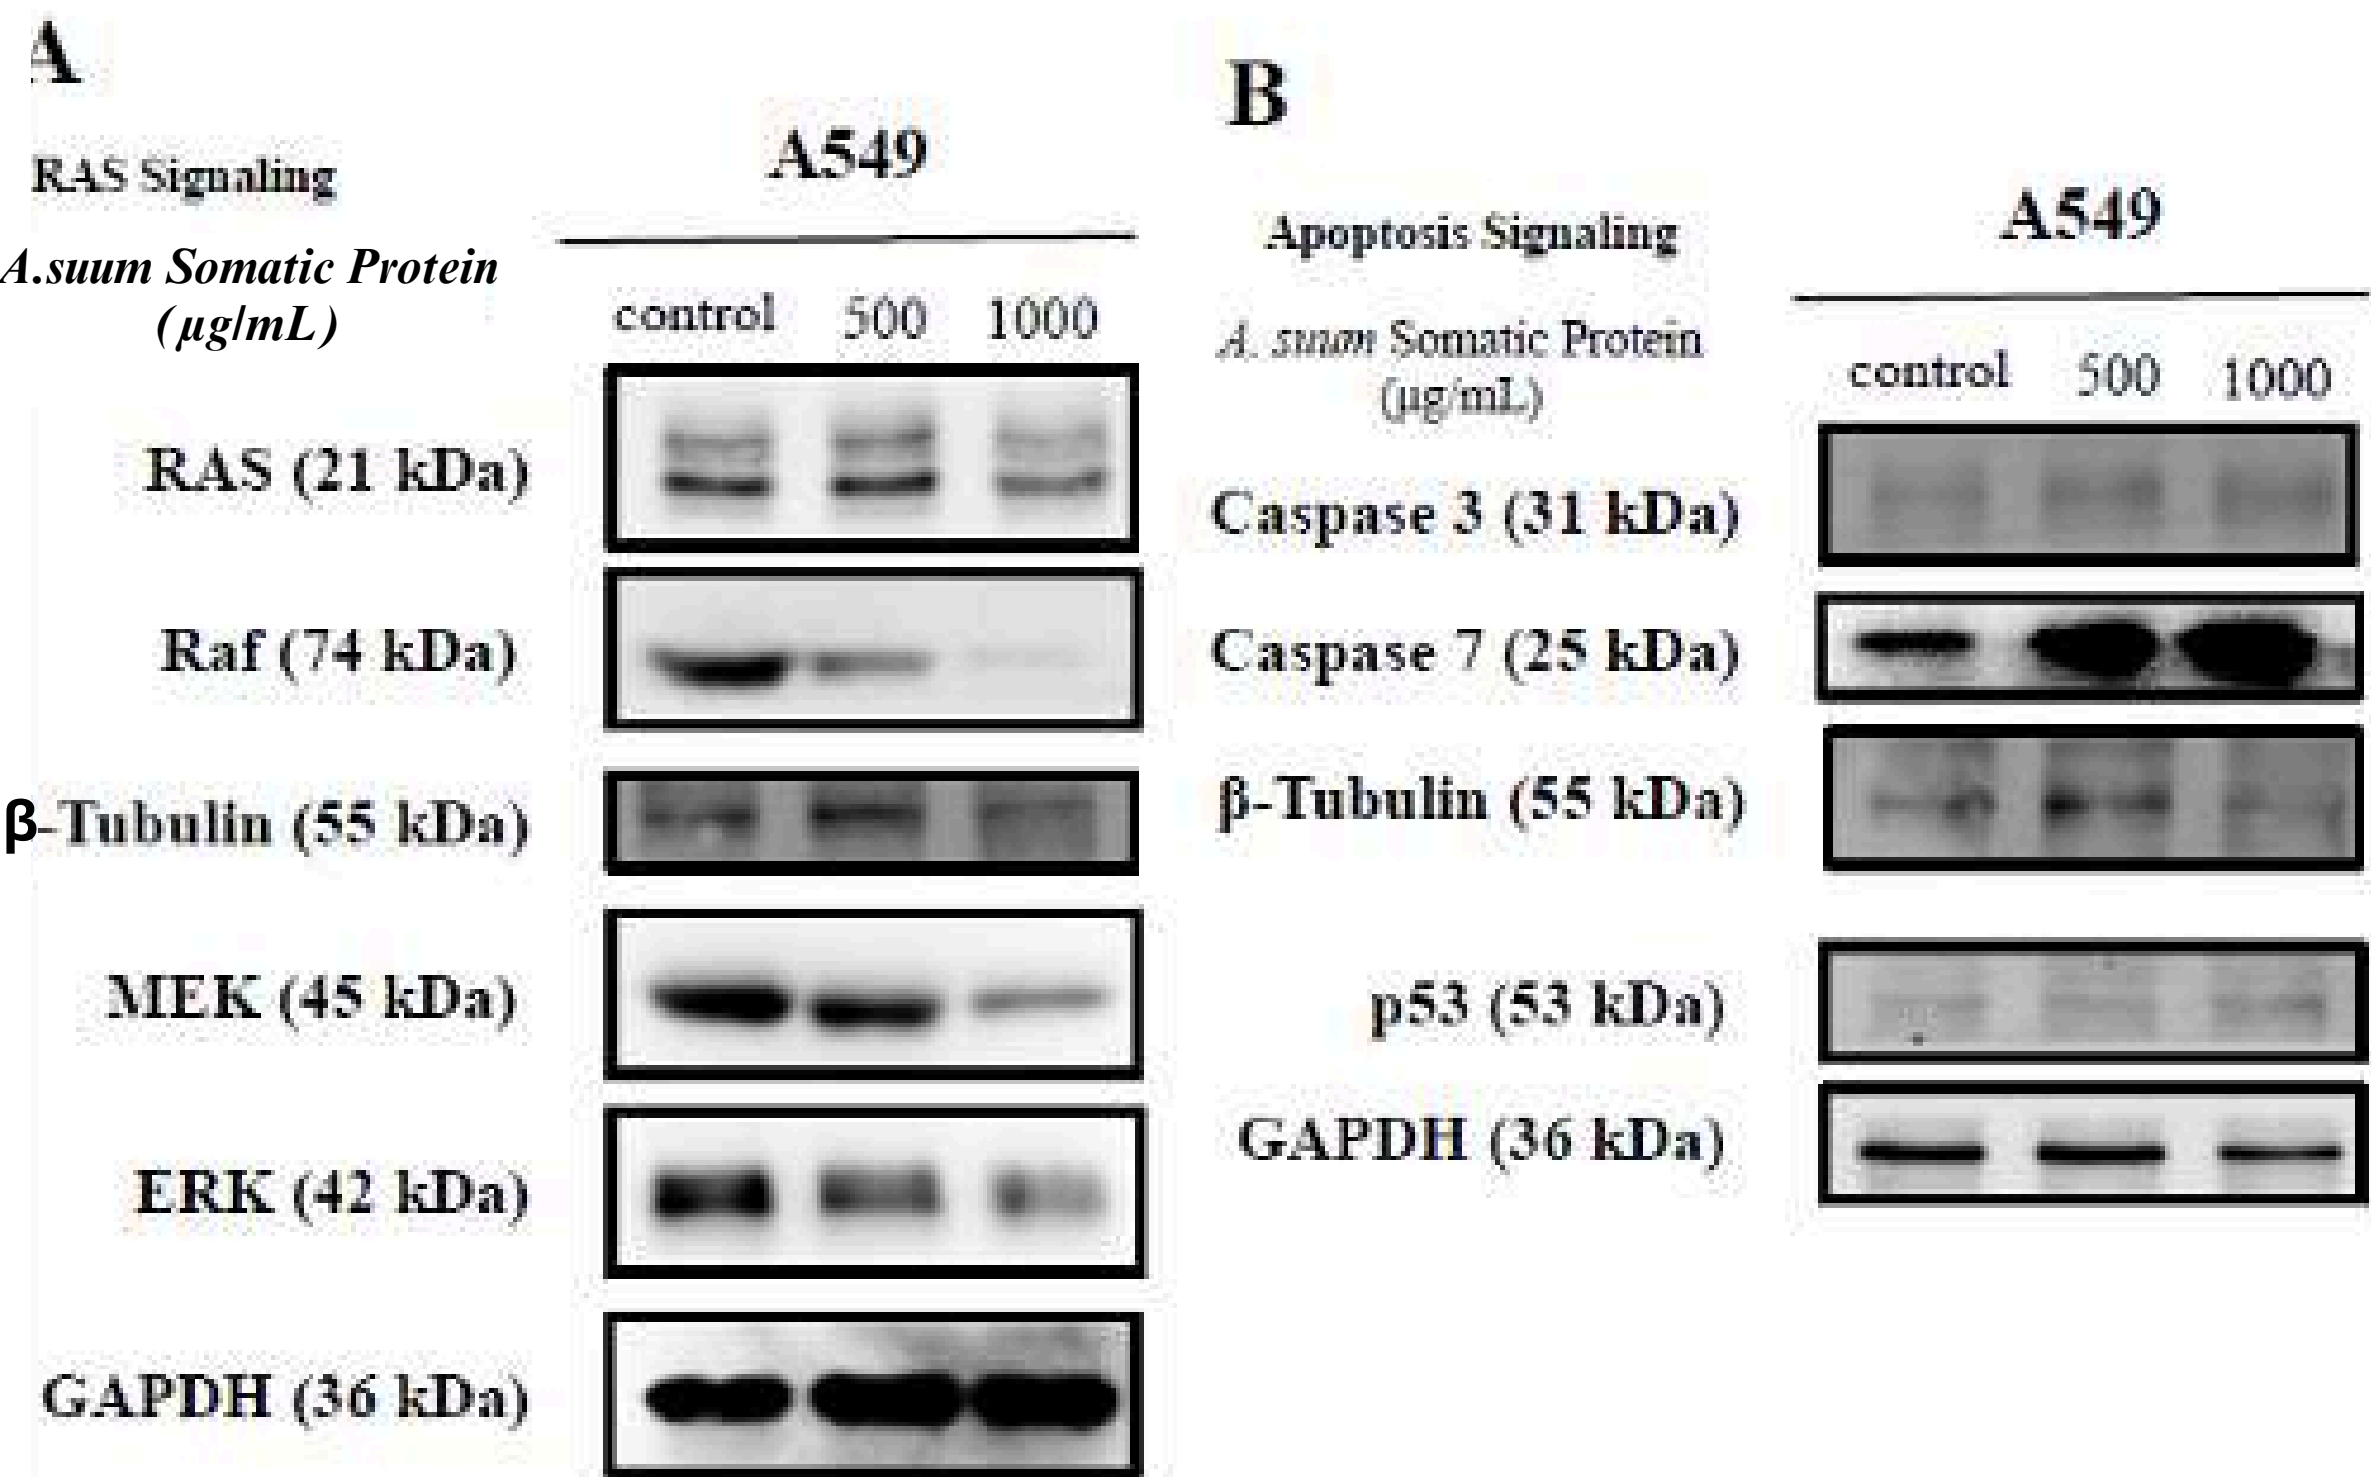 A
RAS Signaling
A549
A.suum Somatic Protein
(µg/mL)
control 500 1000
RAS (21 kDa)
Raf (74 kDa)
β-Tubulin (55 kDa)
MEK (45 kDa)
ERK (42 kDa)
GAPDH (36 kDa)
B
Apoptosis Signaling
A549
A. suum Somatic Protein
(µg/mL)
control 500 1000
Caspase 3 (31 kDa)
Caspase 7 (25 kDa)
β-Tubulin (55 kDa)
p53 (53 kDa)
GAPDH (36 kDa)